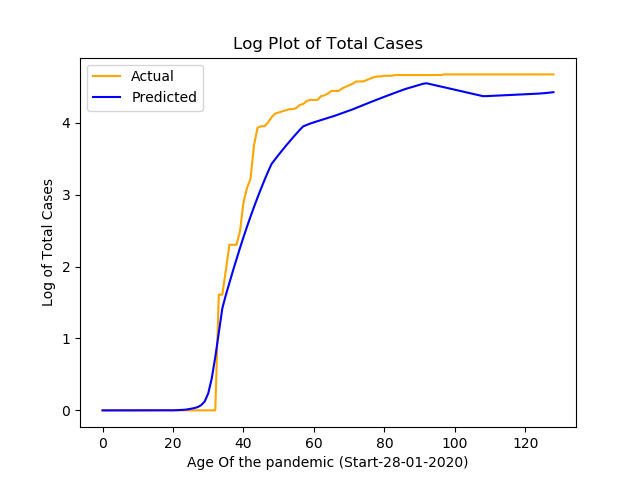 Log Plot of Total Cases
Actual
Predicted
Log of Total Cases
4
3
2
1
0
0 20 40 60 80 100 120
Age Of the pandemic (Start-28-01-2020)